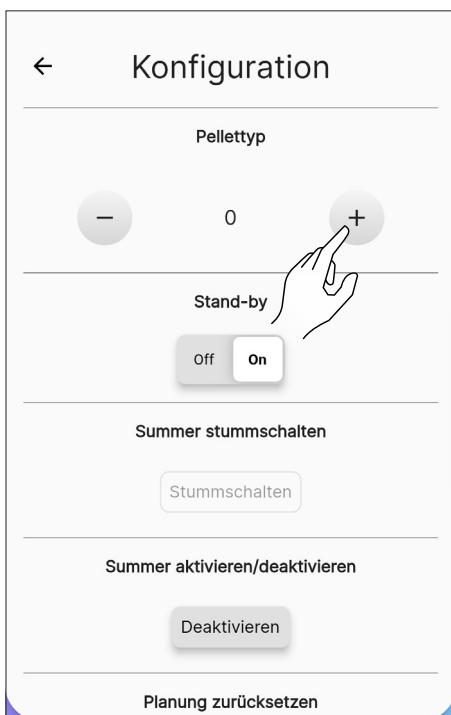 Konfiguration
Pellettyp
0
Stand-by
Off On
Summer stummschalten
Stummschalten
Summer aktivieren/deaktivieren
Deaktivieren
Planung zurücksetzen